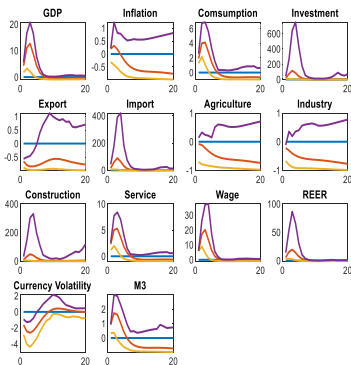 GDP Inflation Consumption Investment
20 1 6 600
10 0.5 4 400
0 0 2 200
-0.5 0 0
0 20 0 20 0 20 0 20
Export Import Agriculture Industry
1 400 1 1
0.5 200 0 0
0 0 -1 -1
-0.5
0 20 0 20 0 20 0 20
Construction Service Wage REER
400 10 30 100
200 5 20 50
0 0 10 0
0
0 20 0 20 0 20 0 20
Currency Volatility M3
2 2
0 1
-2 0
-4
0 20 0 20